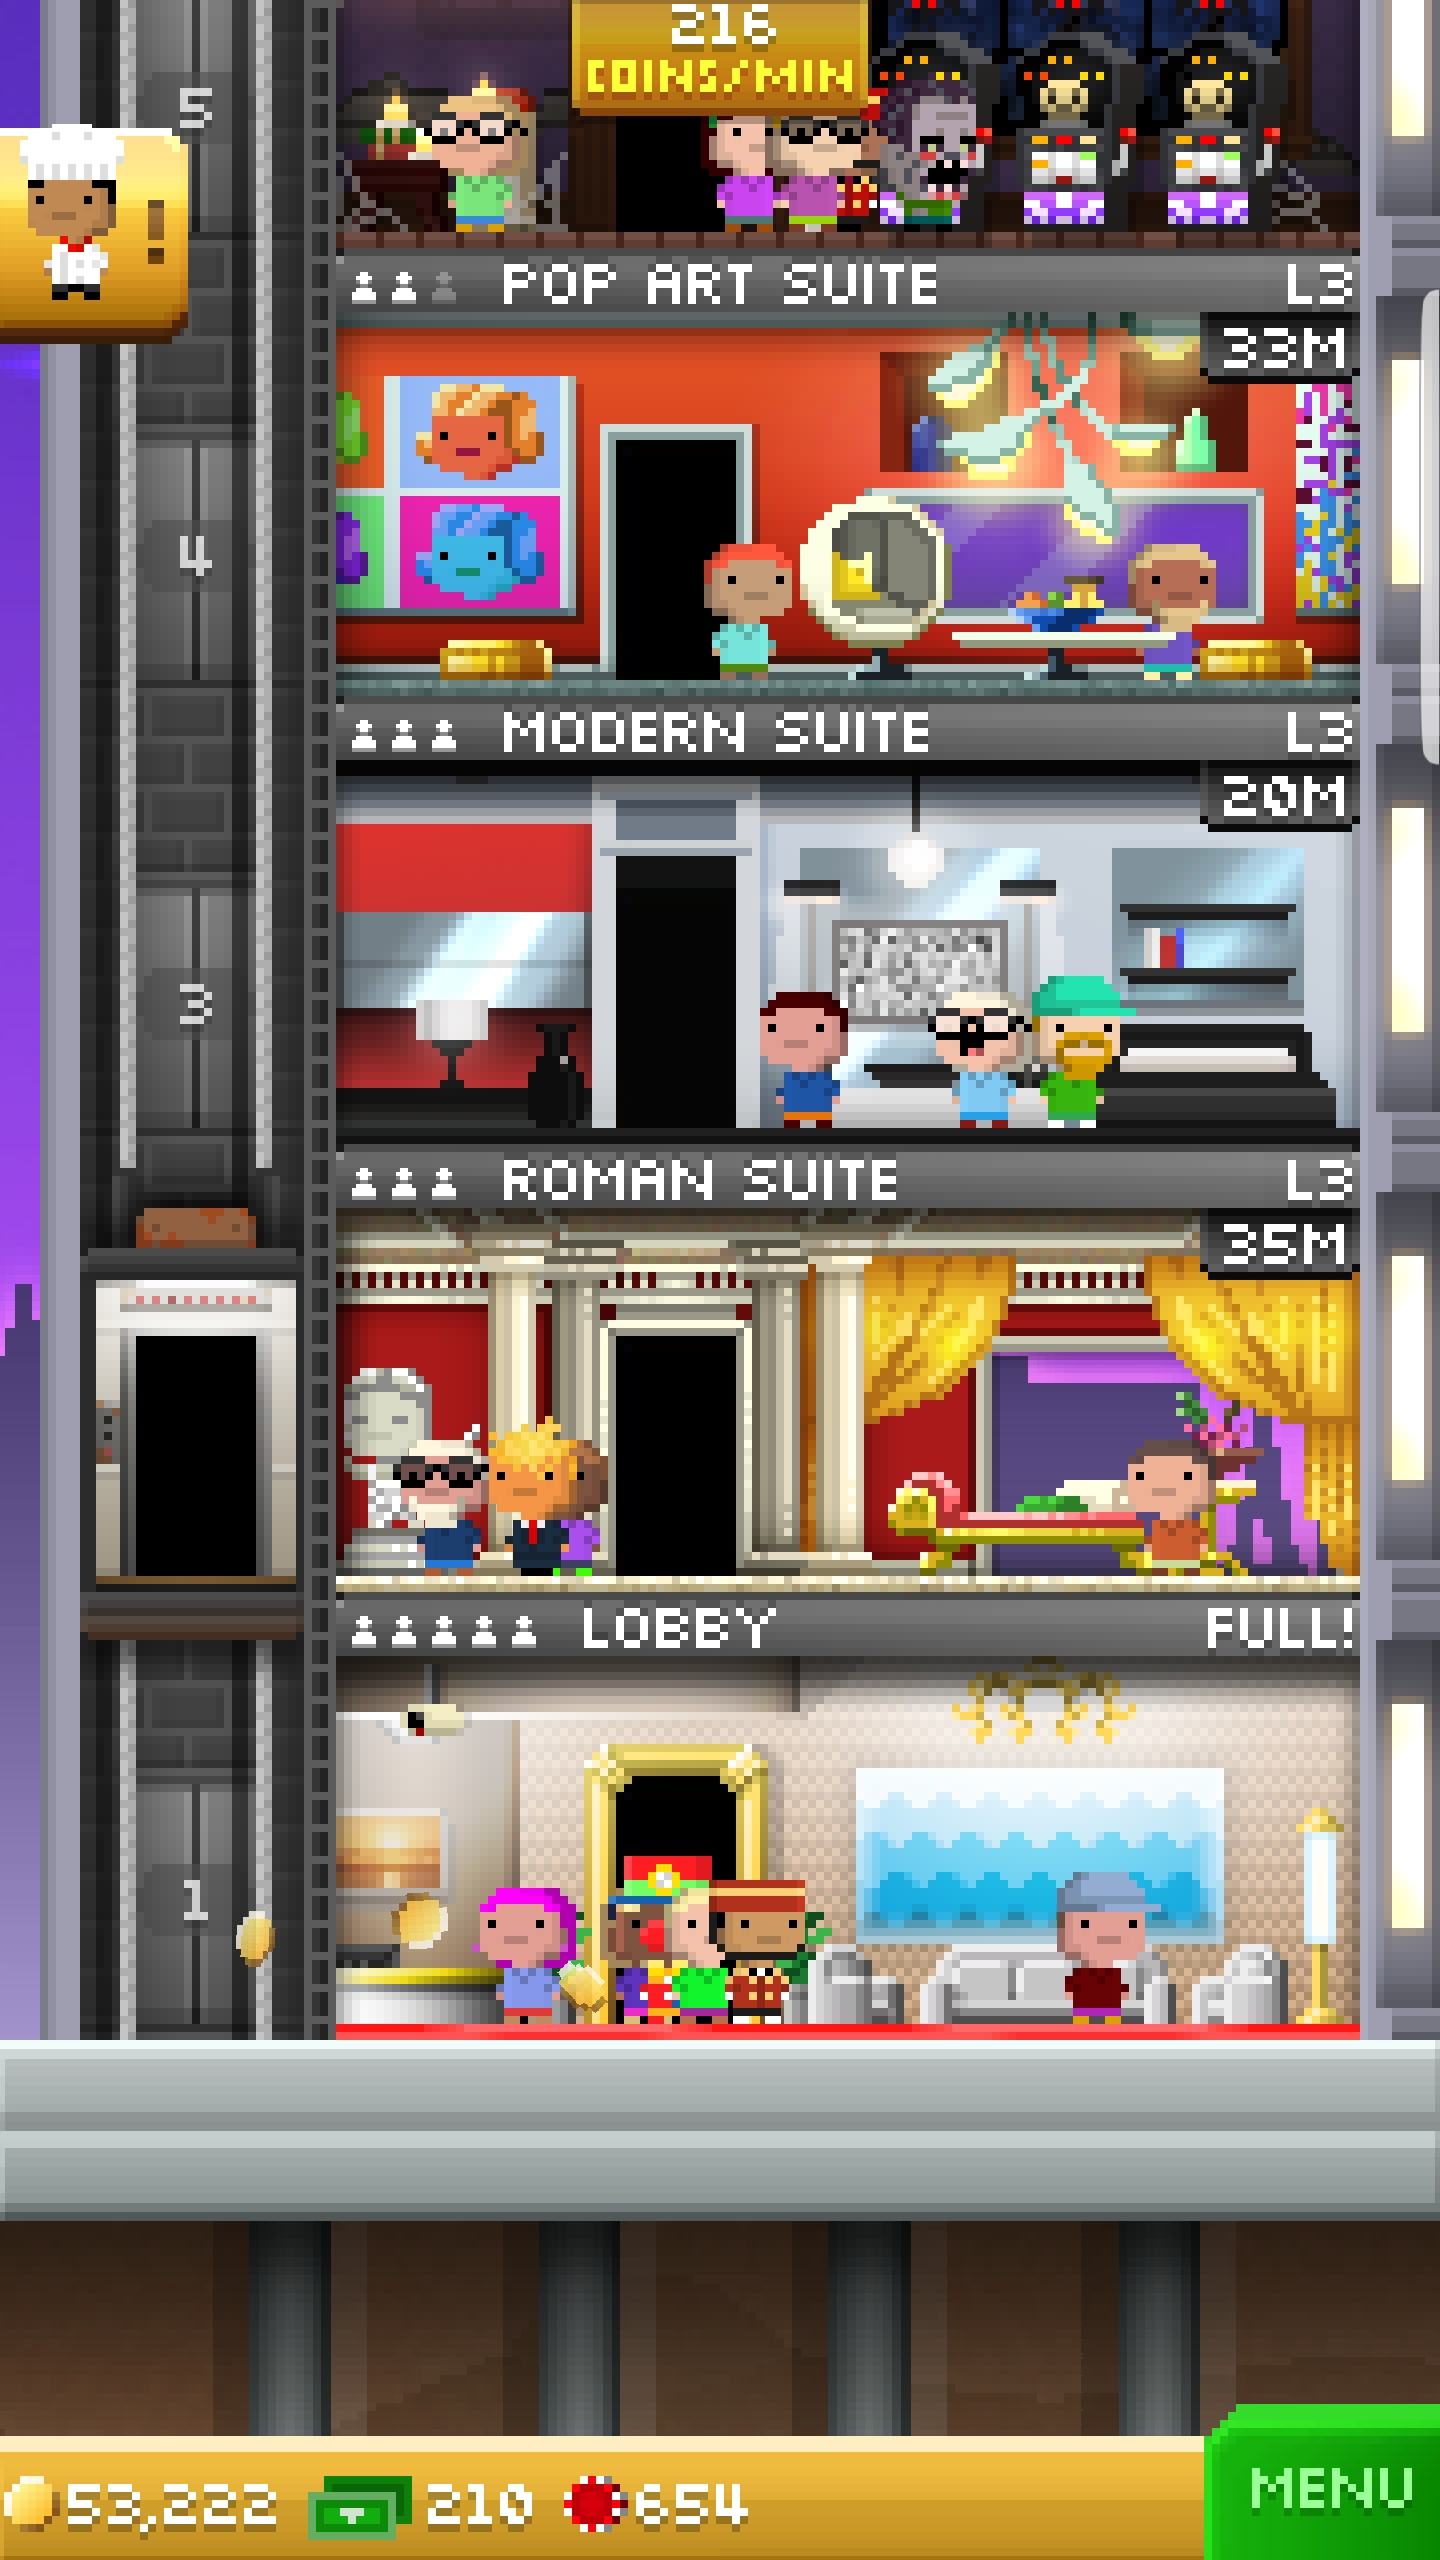 216
COINS/MIN
5
!
POP ART SUITE L3
33M
4
MODERN SUITE L3
20M
3
ROMAN SUITE L3
35M
LOBBY FULL!
1
53,222 210 654
MENU